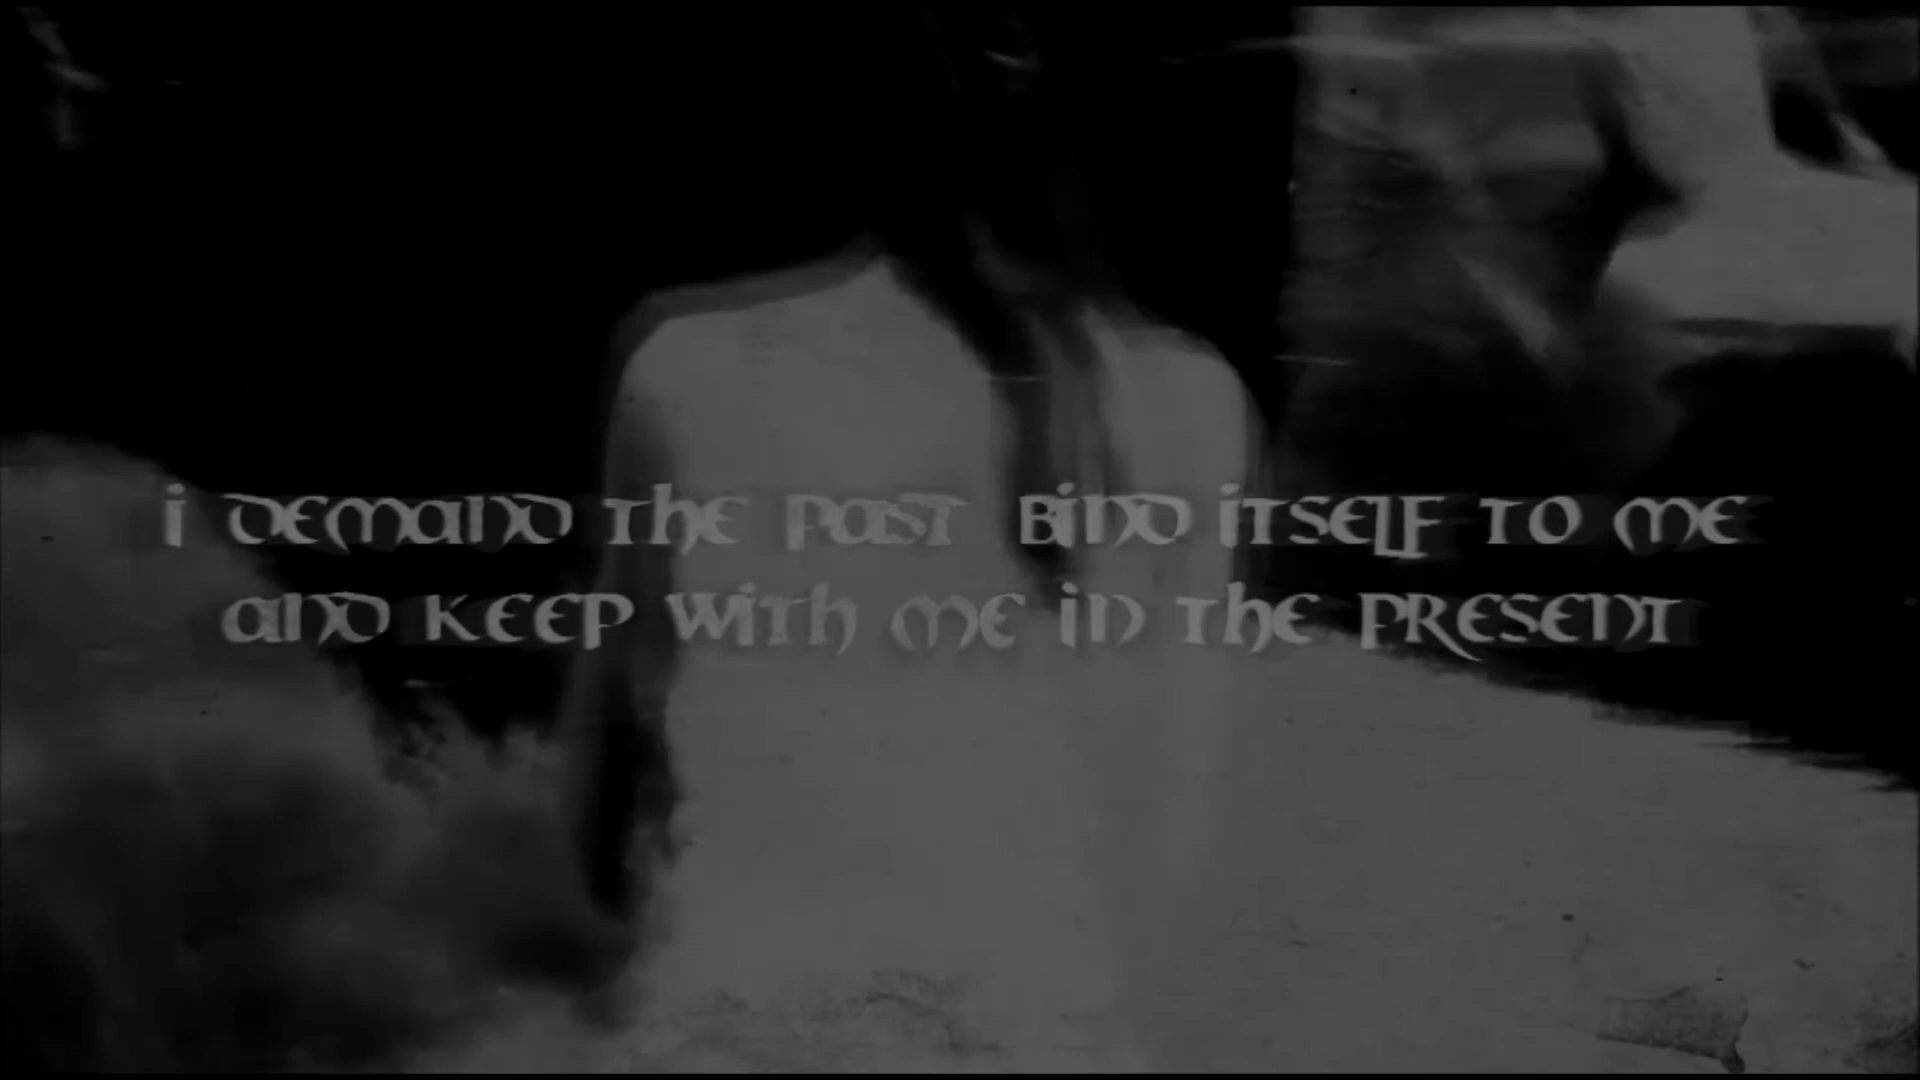 i demand the past bind itself to me
and keep with me in the present